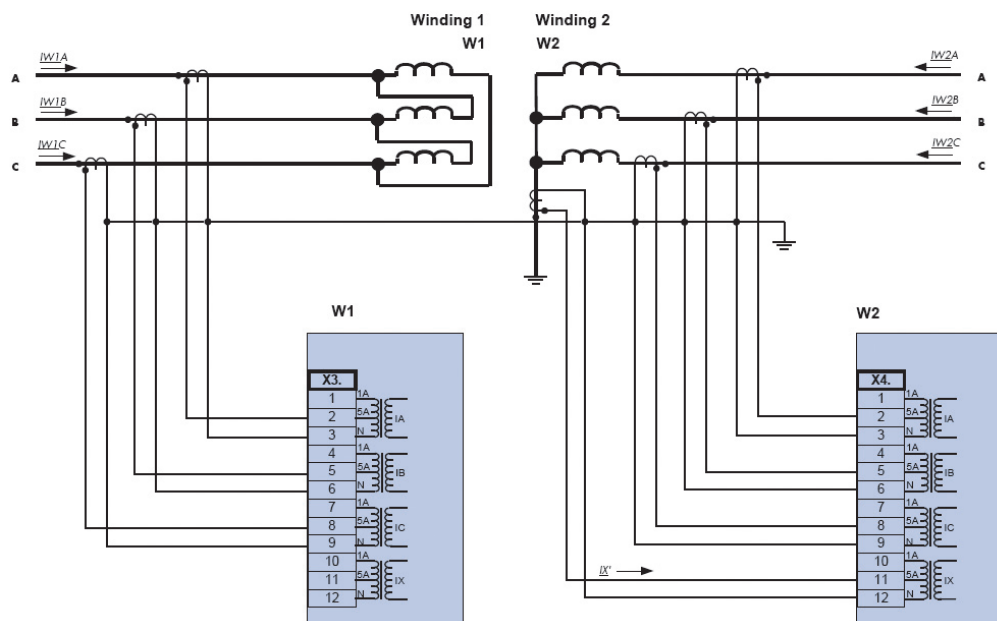 Winding 1 Winding 2
W1 W2
IW1A IW2A
A A
IW1B IW2B
B B
IW1C IW2C
C C
W1 W2
X3. X4.
1 1A 1 1A
2 5A IA 2 5A IA
3 N 3 N
4 1A 4 1A
5 5A IB 5 5A IB
6 N 6 N
7 1A 7 1A
8 5A IC 8 5A IC
9 N 9 N
10 1A IX' 10 1A
11 5A IX 11 5A IX
12 12